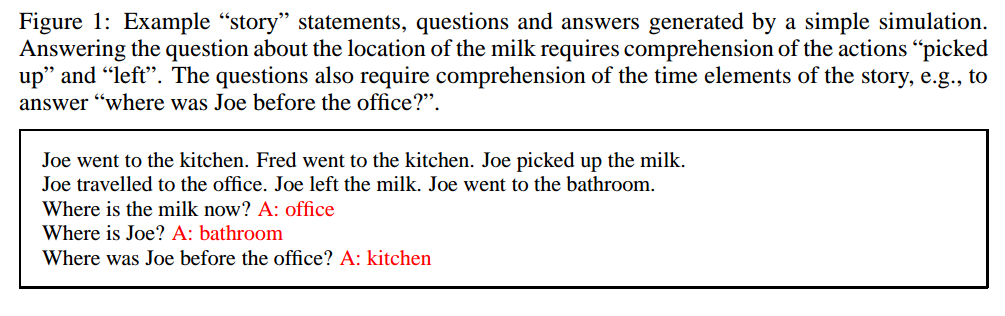 Figure 1: Example “story” statements, questions and answers generated by a simple simulation.
Answering the question about the location of the milk requires comprehension of the actions “picked
up” and “left”. The questions also require comprehension of the time elements of the story, e.g., to
answer “where was Joe before the office?”.
Joe went to the kitchen. Fred went to the kitchen. Joe picked up the milk.
Joe travelled to the office. Joe left the milk. Joe went to the bathroom.
Where is the milk now? A: office
Where is Joe? A: bathroom
Where was Joe before the office? A: kitchen